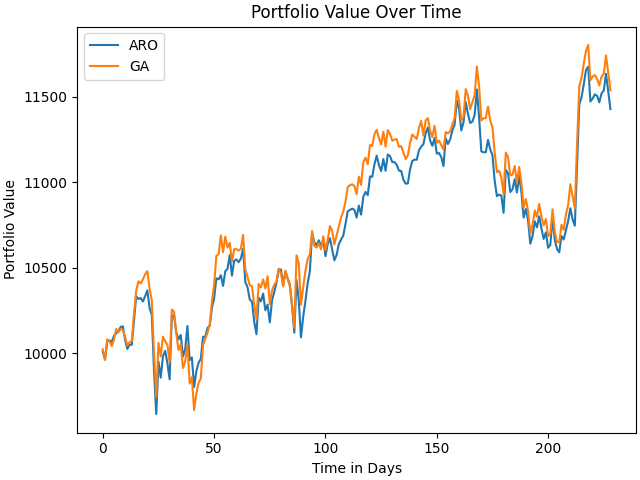 Portfolio Value Over Time
ARO
GA
Portfolio Value
11500
11000
10500
10000
0 50 100 150 200
Time in Days